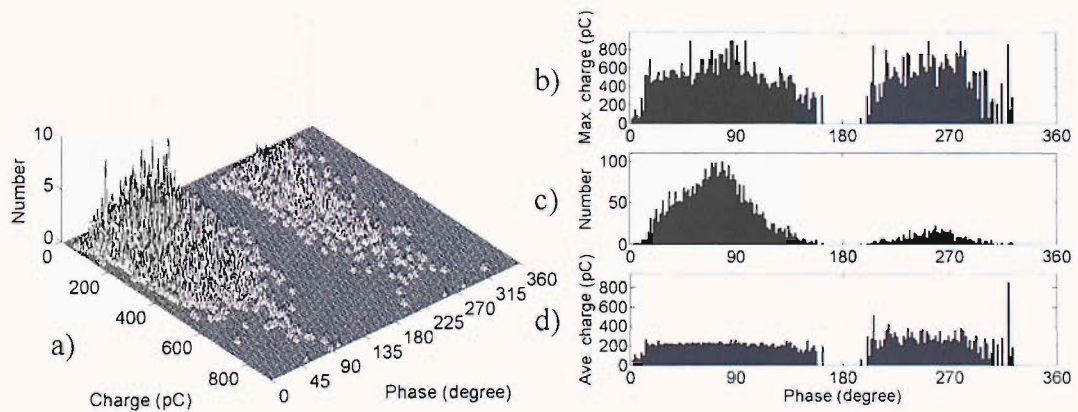 10
5
0
Number
0
200
400
600
800
Charge (pC)
0
45
90
135
180
225
270
315
360
Phase (degree)
a)
b)
Max. charge (pC)
800
600
400
200
0
0 90 180 270 360
c)
Number
100
50
0
0 90 180 270 360
d)
Ave charge (pC)
800
600
400
200
0
0 90 180 270 360
Phase (degree)